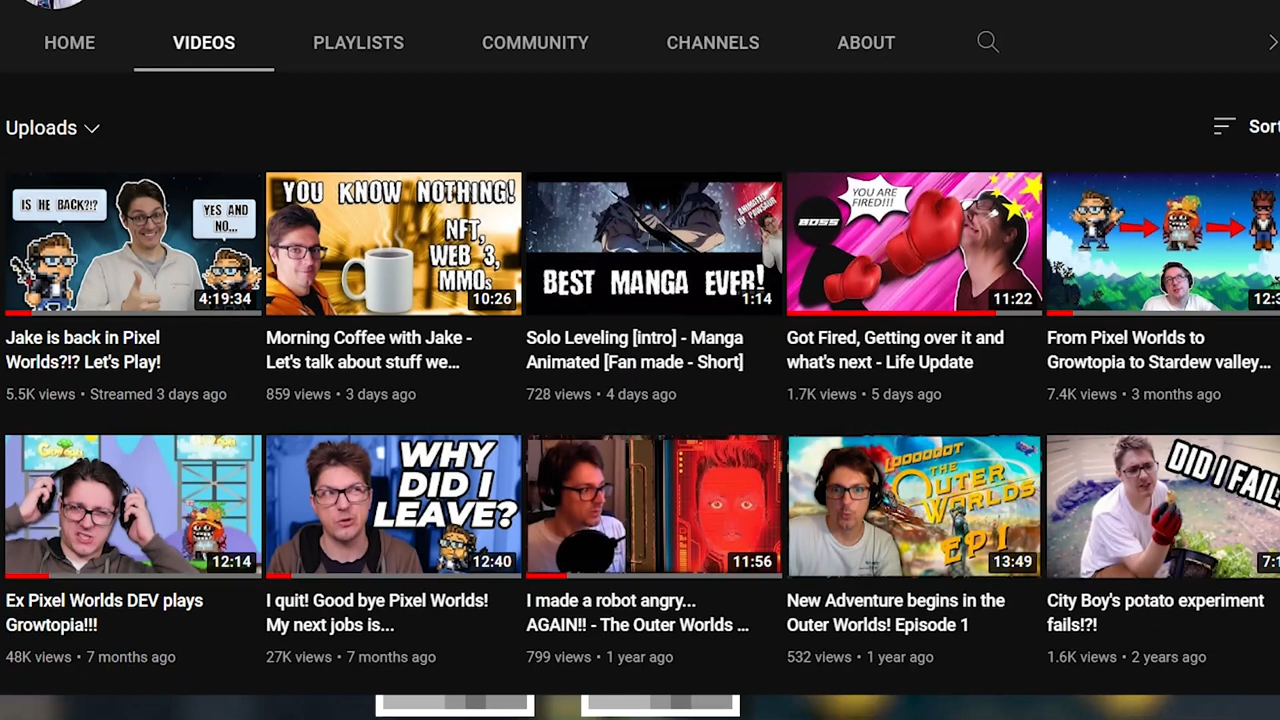 HOME VIDEOS PLAYLISTS COMMUNITY CHANNELS ABOUT
Uploads
Sort
IS HE BACK?!?
YES AND
NO...
4:19:34
Jake is back in Pixel
Worlds?!? Let's Play!
5.5K views • Streamed 3 days ago
YOU KNOW NOTHING!
NFT,
WEB 3,
MMOs
10:26
Morning Coffee with Jake -
Let's talk about stuff we...
859 views • 3 days ago
ANIMATED
BY PAWSAUR
BEST MANGA EVER!
1:14
Solo Leveling [intro] - Manga
Animated [Fan made - Short]
728 views • 4 days ago
YOU ARE
FIRED!!!
BOSS
11:22
Got Fired, Getting over it and
what's next - Life Update
1.7K views • 5 days ago
12:3
From Pixel Worlds to
Growtopia to Stardew valley...
7.4K views • 3 months ago
12:14
Ex Pixel Worlds DEV plays
Growtopia!!!
48K views • 7 months ago
WHY
DID I
LEAVE?
12:40
I quit! Good bye Pixel Worlds!
My next jobs is...
27K views • 7 months ago
11:56
I made a robot angry...
AGAIN!! - The Outer Worlds ...
799 views • 1 year ago
LOOOOOOT
THE
OUTER
WORLDS
EP 1
13:49
New Adventure begins in the
Outer Worlds! Episode 1
532 views • 1 year ago
DID I FAIL
7:1
City Boy's potato experiment
fails!?!
1.6K views • 2 years ago